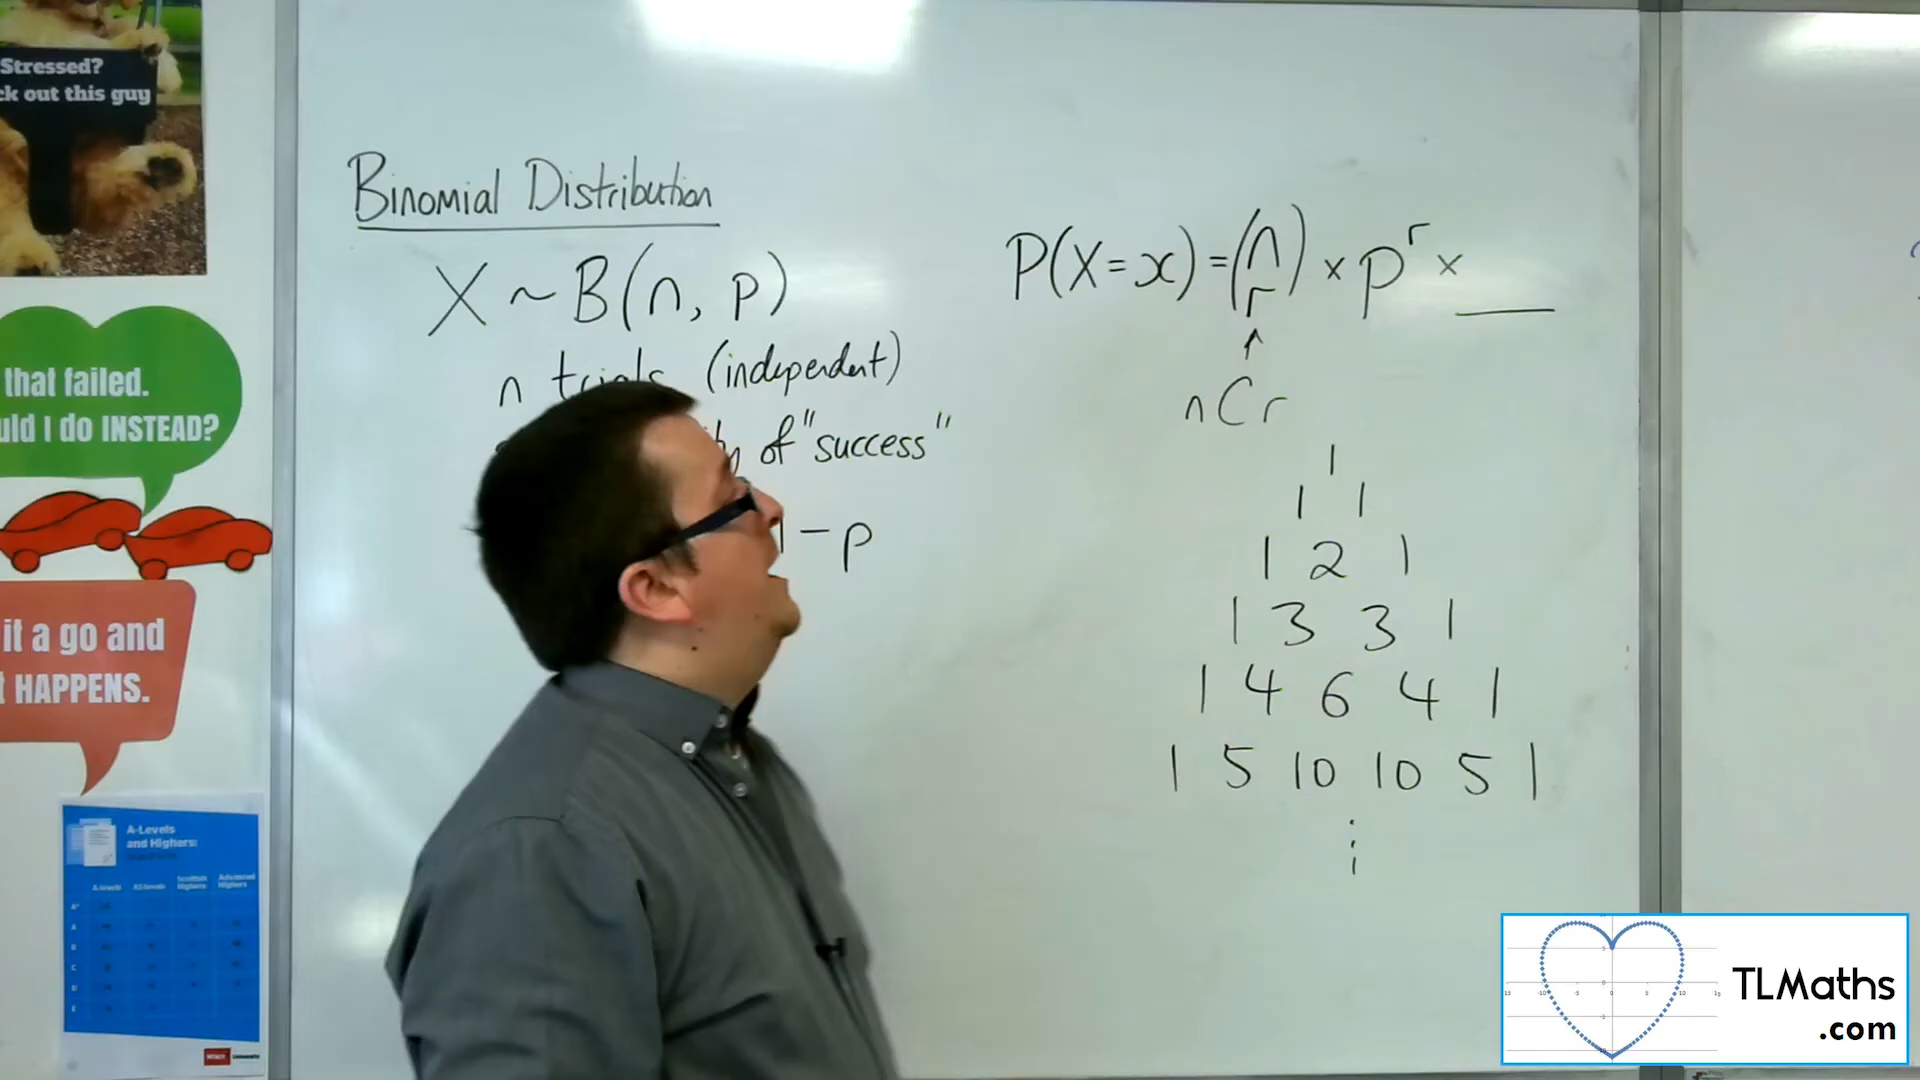 Stressed?
ck out this guy
that failed.
uld I do INSTEAD?
it a go and
t HAPPENS.
A-Levels
and Highers:
Binomial Distribution
X ~ B(n, p)
n trials (independent)
of "success"
1 - p
P(X = x) = (n r) × p^r × ___
↑
nCr
1
1 1
1 2 1
1 3 3 1
1 4 6 4 1
1 5 10 10 5 1
TLMaths
.com